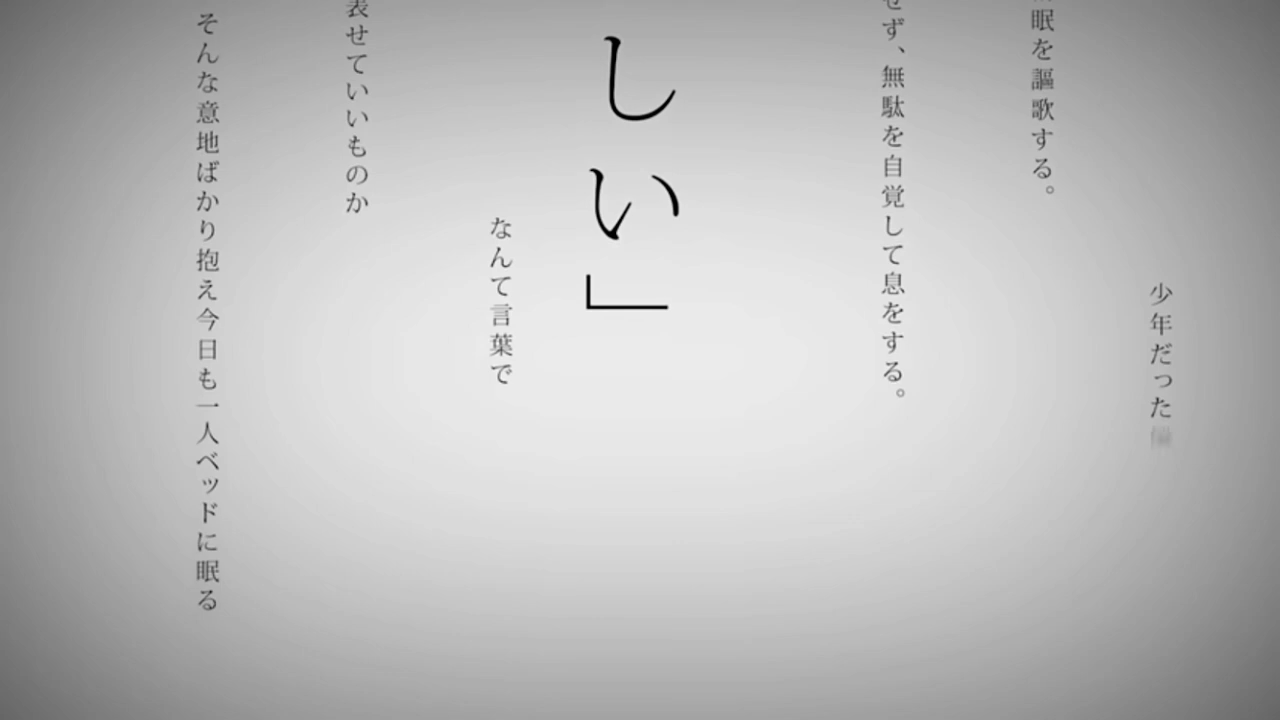 少年だった
眠を謳歌する。
せず、無駄を自覚して息をする。
しい」
なんて言葉で
表せていいものか
そんな意地ばかり抱え今日も一人ベッドに眠る